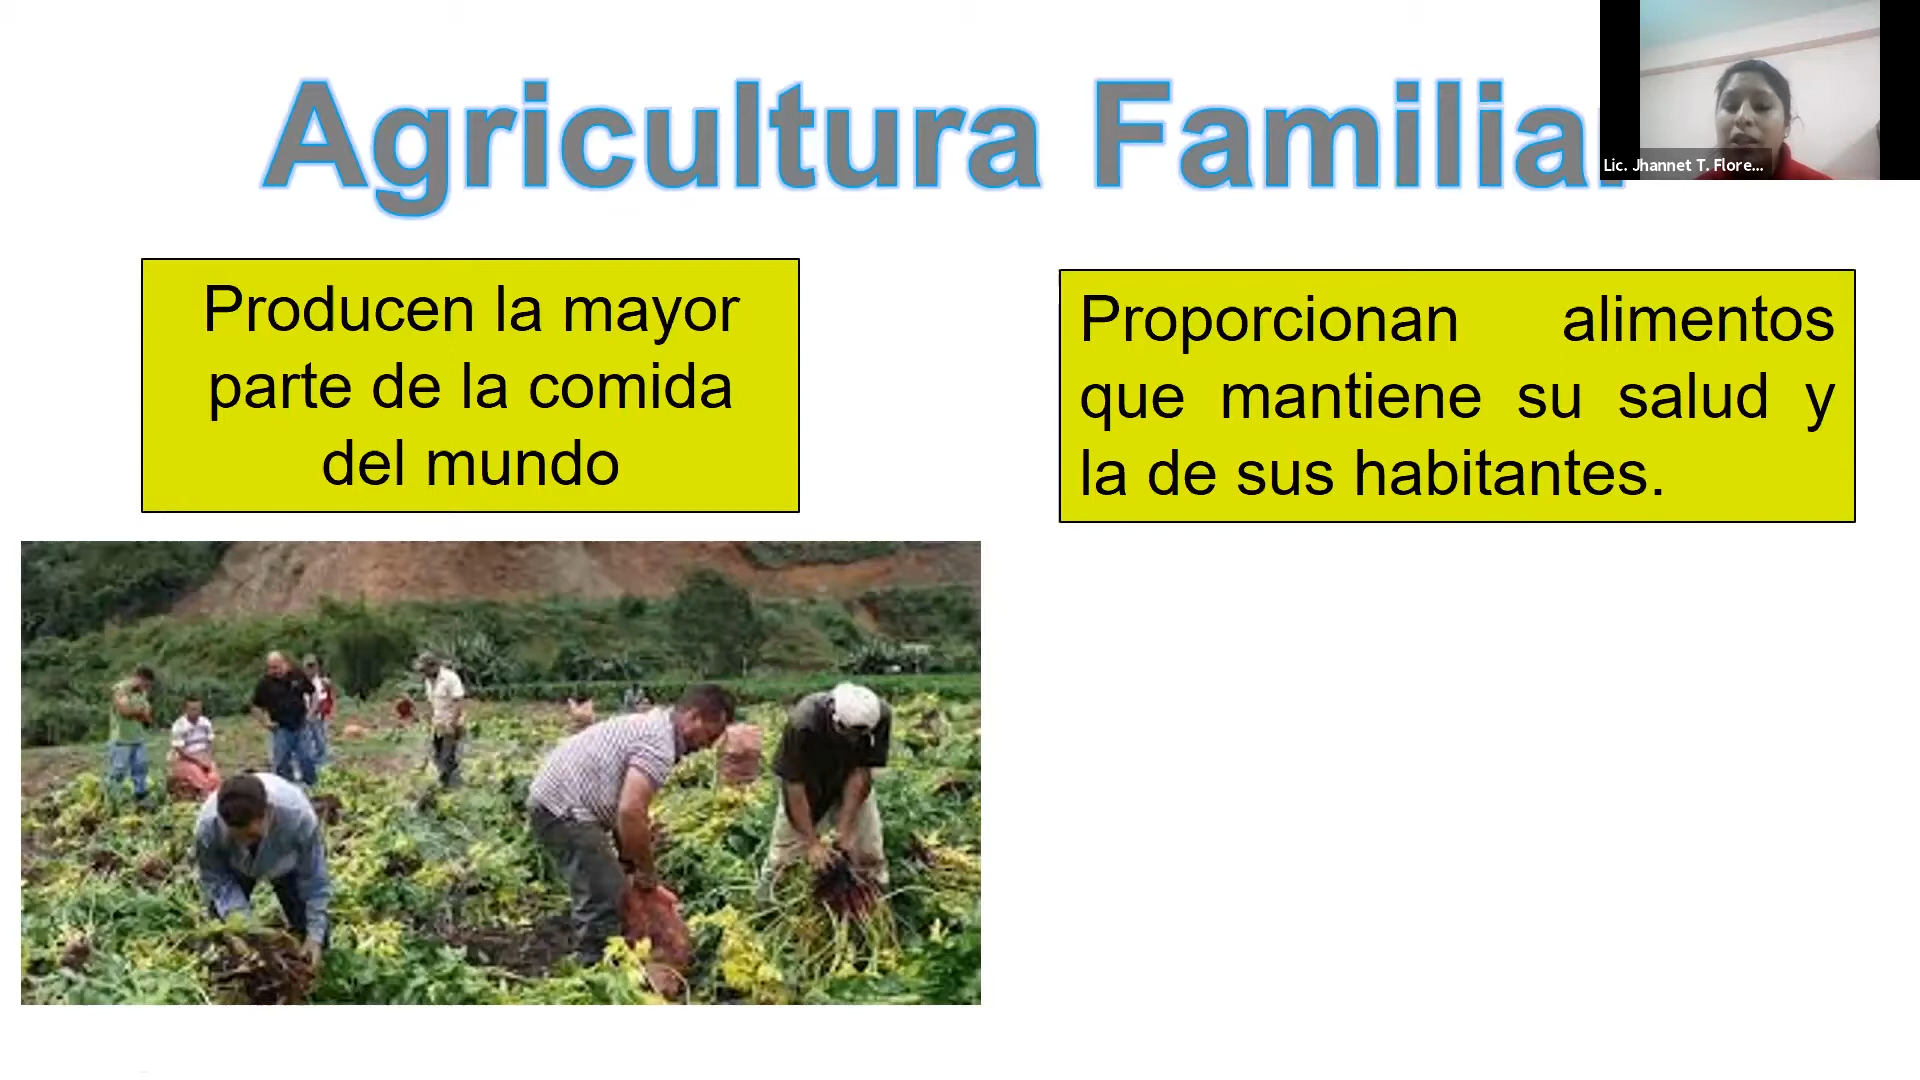 Agricultura Familiar
Lic. Jhannet T. Flore...
Producen la mayor
parte de la comida
del mundo
Proporcionan alimentos
que mantiene su salud y
la de sus habitantes.